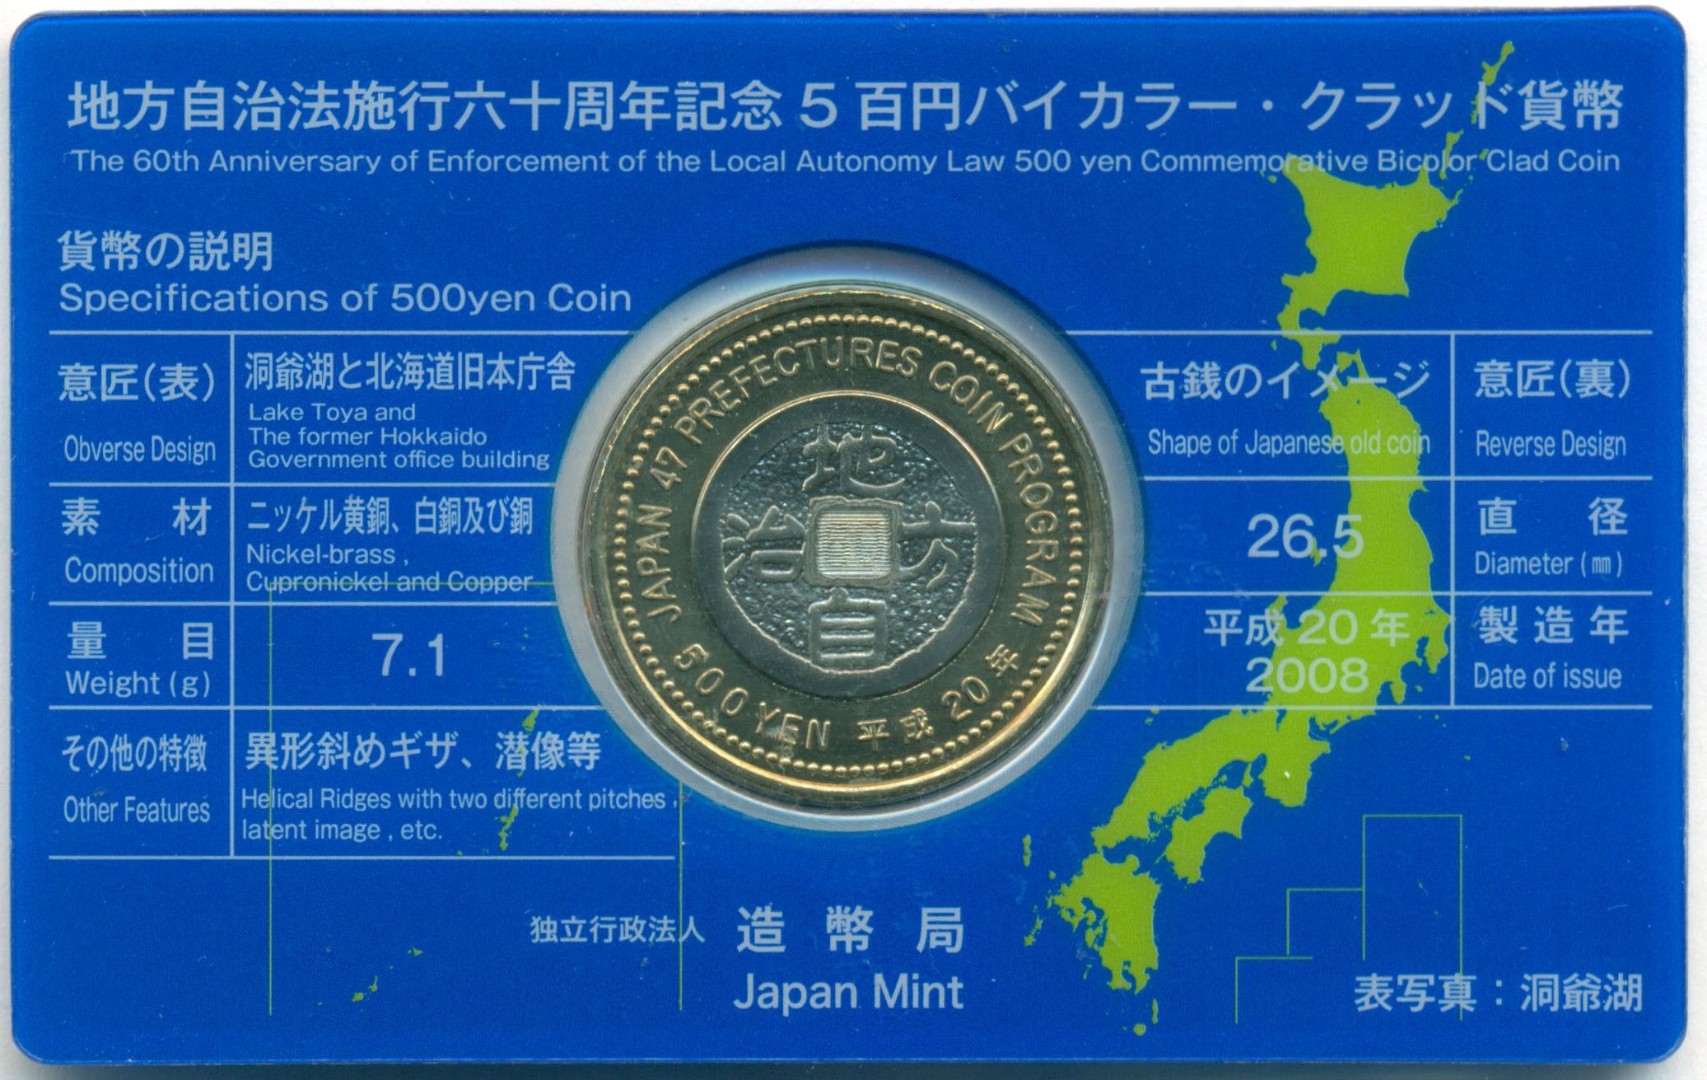 地方自治法施行六十周年記念5百円バイカラー・クラッド貨幣
The 60th Anniversary of Enforcement of the Local Autonomy Law 500 yen Commemorative Bicolor Clad Coin
貨幣の説明
Specifications of 500yen Coin
意匠(表)
Obverse Design
洞爺湖と北海道旧本庁舎
Lake Toya and
The former Hokkaido
Government office building
素 材
Composition
ニッケル黄銅、白銅及び銅
Nickel-brass ,
Cupronickel and Copper
量 目
Weight (g)
7.1
その他の特徴
Other Features
異形斜めギザ、潜像等
Helical Ridges with two different pitches ,
latent image , etc.
JAPAN 47 PREFECTURES COIN PROGRAM
地
方
自
治
500 YEN 平成 20 年
古銭のイメージ
Shape of Japanese old coin
意匠(裏)
Reverse Design
26.5
直 径
Diameter (㎜)
平成 20 年
2008
製 造 年
Date of issue
独立行政法人 造 幣 局
Japan Mint
表写真：洞爺湖